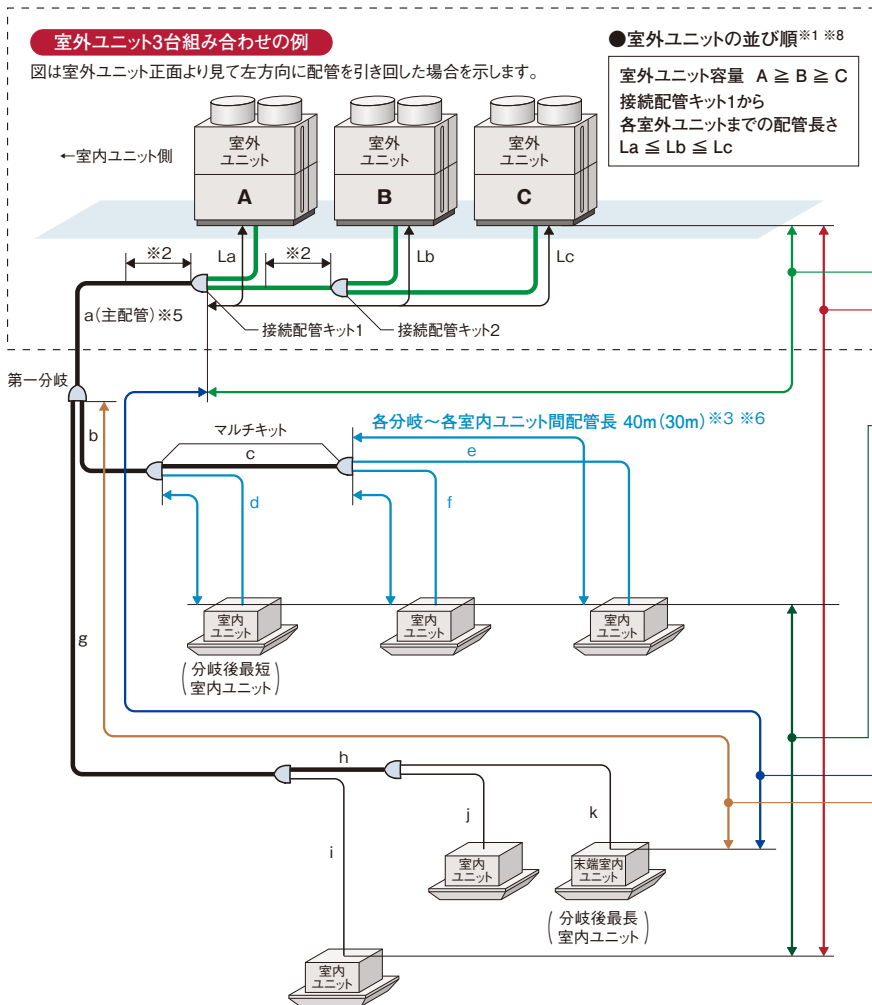 室外ユニット3台組み合わせの例
図は室外ユニット正面より見て左方向に配管を引き回した場合を示します。
●室外ユニットの並び順※1 ※8
室外ユニット容量 A ≧ B ≧ C
接続配管キット1から
各室外ユニットまでの配管長さ
La ≦ Lb ≦ Lc
←室内ユニット側
室外
ユニット
A
室外
ユニット
B
室外
ユニット
C
※2
La
※2
Lb
Lc
a(主配管)※5
接続配管キット1
接続配管キット2
第一分岐
b
マルチキット
c
各分岐〜各室内ユニット間配管長 40m(30m)※3 ※6
e
d
f
室内
ユニット
(分岐後最短
室内ユニット)
室内
ユニット
室内
ユニット
g
h
i
j
k
室内
ユニット
末端室内
ユニット
(分岐後最長
室内ユニット)
室内
ユニット